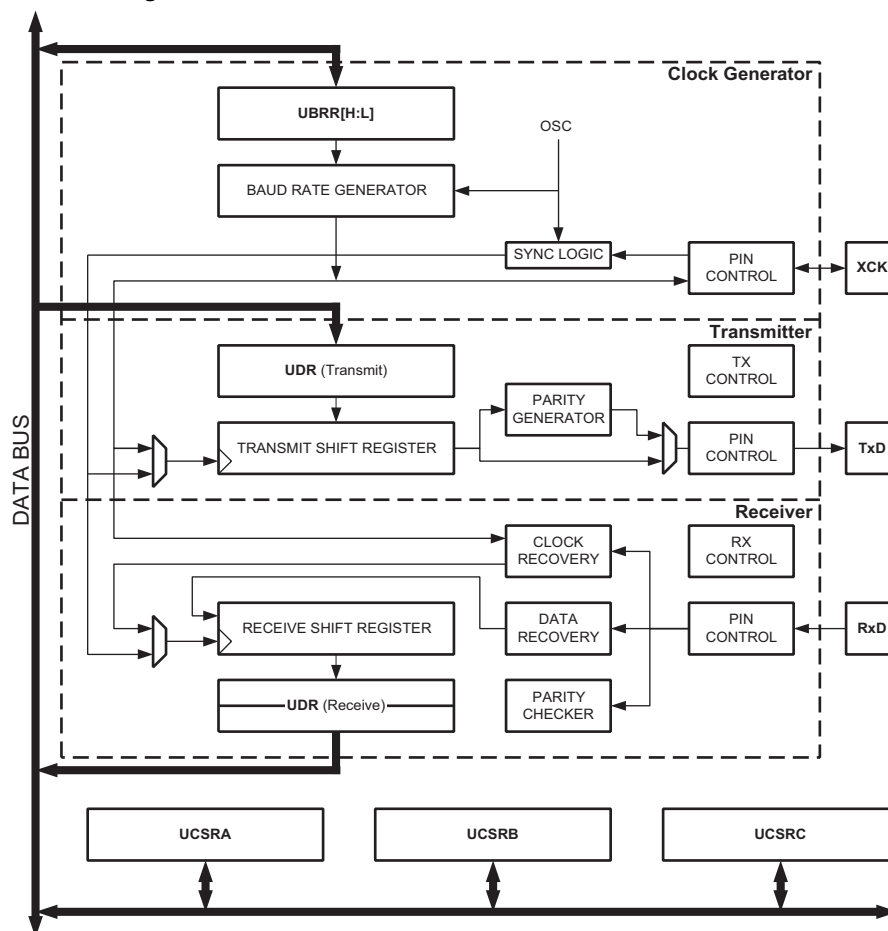 Clock Generator
UBRR[H:L]
OSC
BAUD RATE GENERATOR
SYNC LOGIC
PIN
CONTROL
XCK
Transmitter
UDR (Transmit)
TX
CONTROL
PARITY
GENERATOR
TRANSMIT SHIFT REGISTER
PIN
CONTROL
TxD
DATA BUS
Receiver
CLOCK
RECOVERY
RX
CONTROL
RECEIVE SHIFT REGISTER
DATA
RECOVERY
PIN
CONTROL
RxD
UDR (Receive)
PARITY
CHECKER
UCSRA
UCSRB
UCSRC